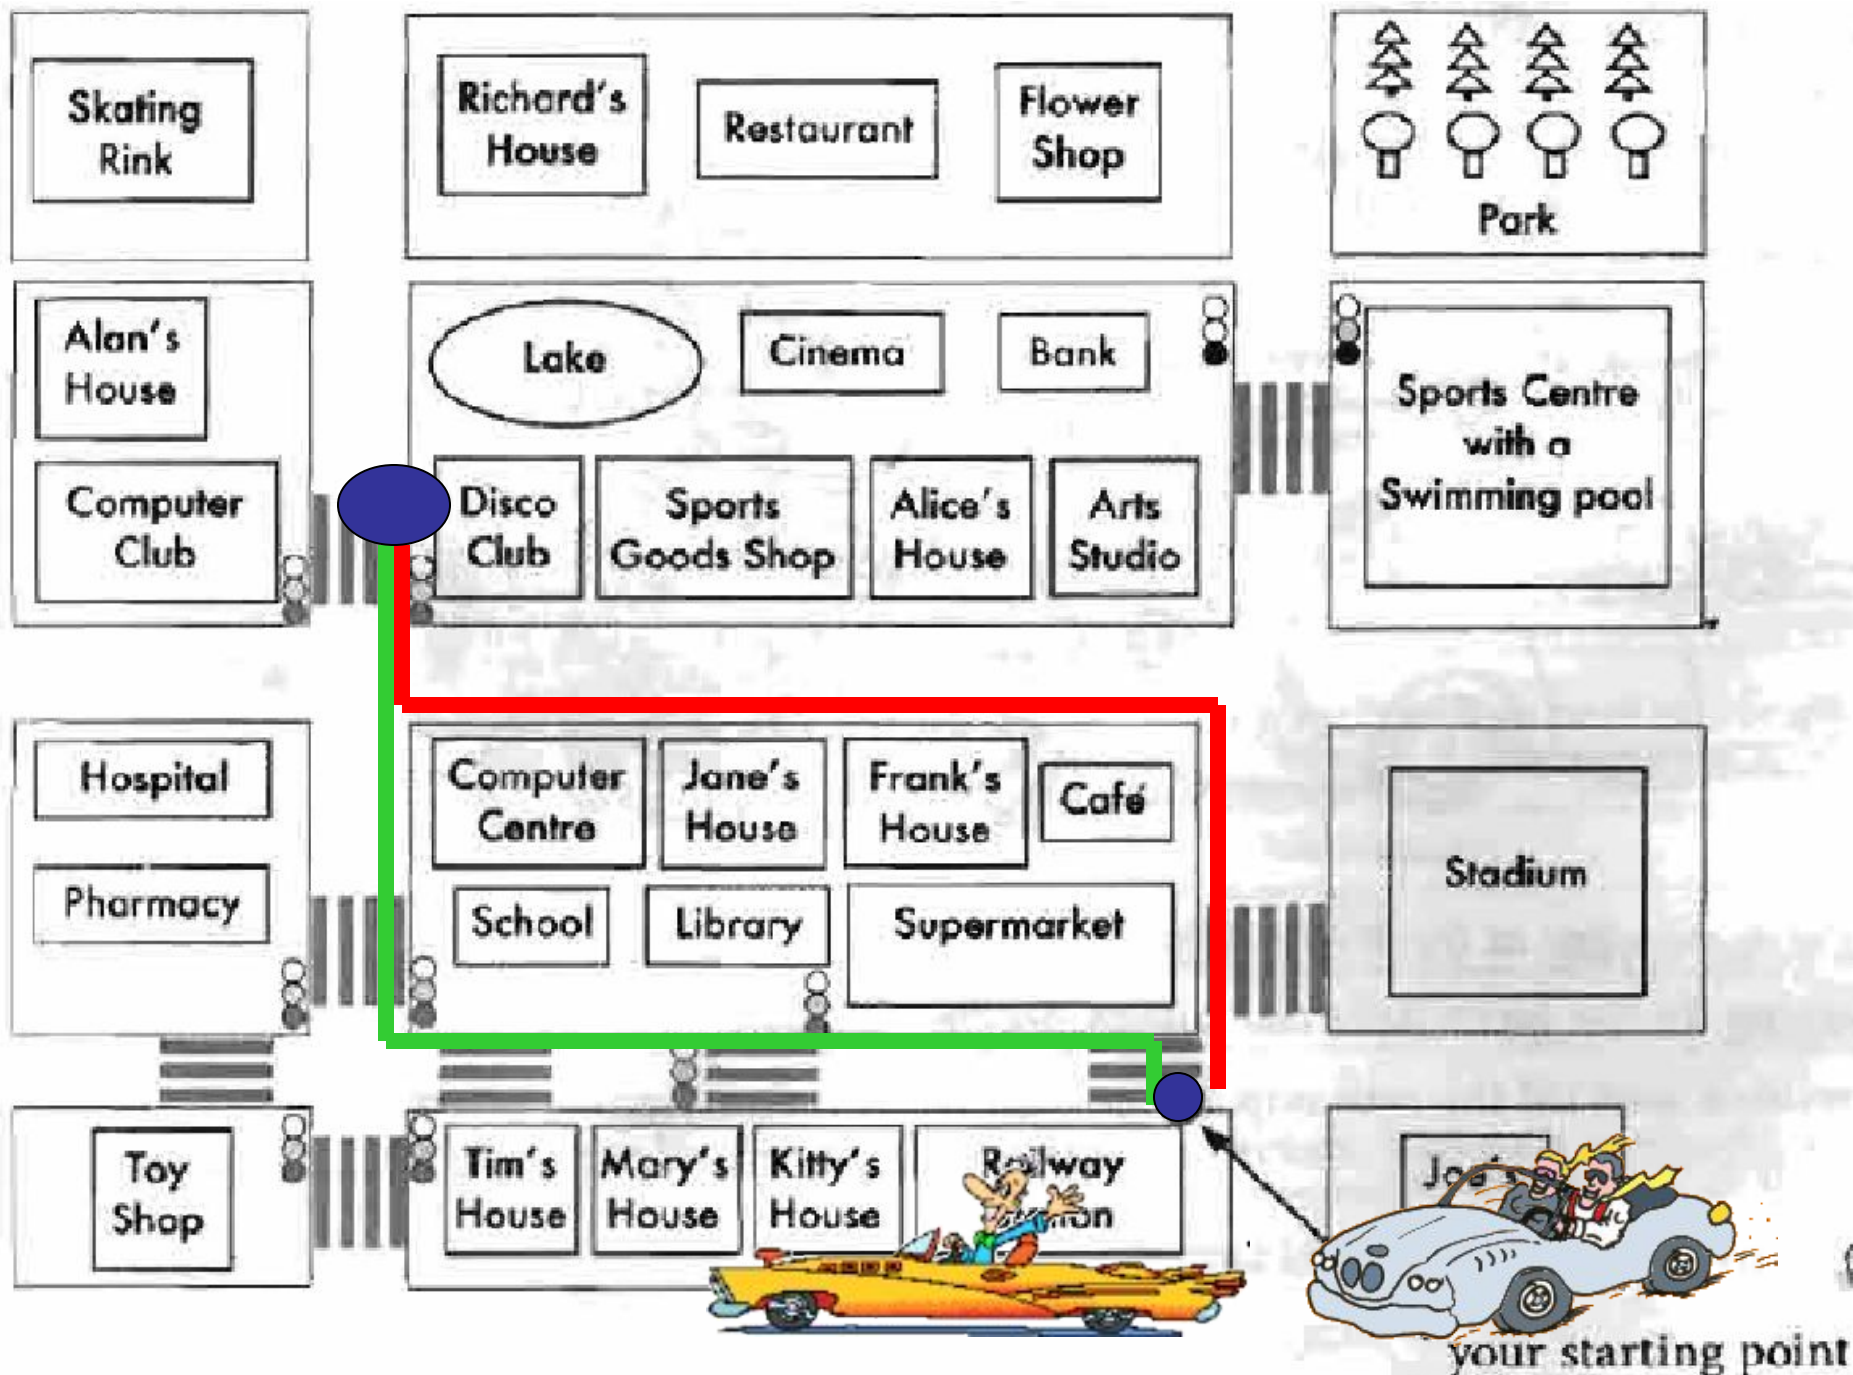 Skating
Rink
Richard's
House
Restaurant
Flower
Shop
Park
Alan's
House
Lake
Cinema
Bank
Sports Centre
with a
Swimming pool
Computer
Club
Disco
Club
Sports
Goods Shop
Alice's
House
Arts
Studio
Hospital
Pharmacy
Computer
Centre
Jane's
House
Frank's
House
Café
School
Library
Supermarket
Stadium
Toy
Shop
Tim's
House
Mary's
House
Kitty's
House
Railway
your starting point